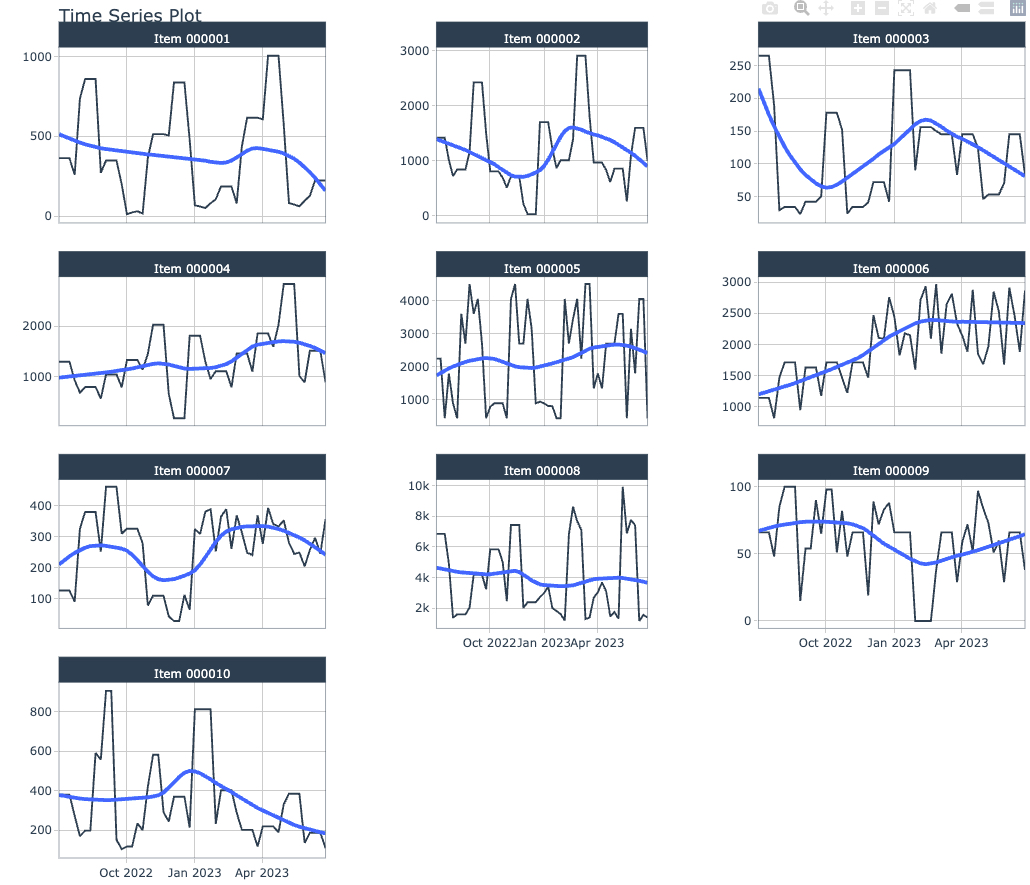 Time Series Plot
Item 000001
1000
500
0
Item 000002
3000
2000
1000
0
Item 000003
250
200
150
100
50
Item 000004
2000
1000
Item 000005
4000
3000
2000
1000
Item 000006
3000
2500
2000
1500
1000
Item 000007
400
300
200
100
Item 000008
10k
8k
6k
4k
2k
Oct 2022 Jan 2023 Apr 2023
Item 000009
100
50
0
Oct 2022 Jan 2023 Apr 2023
Item 000010
800
600
400
200
Oct 2022 Jan 2023 Apr 2023